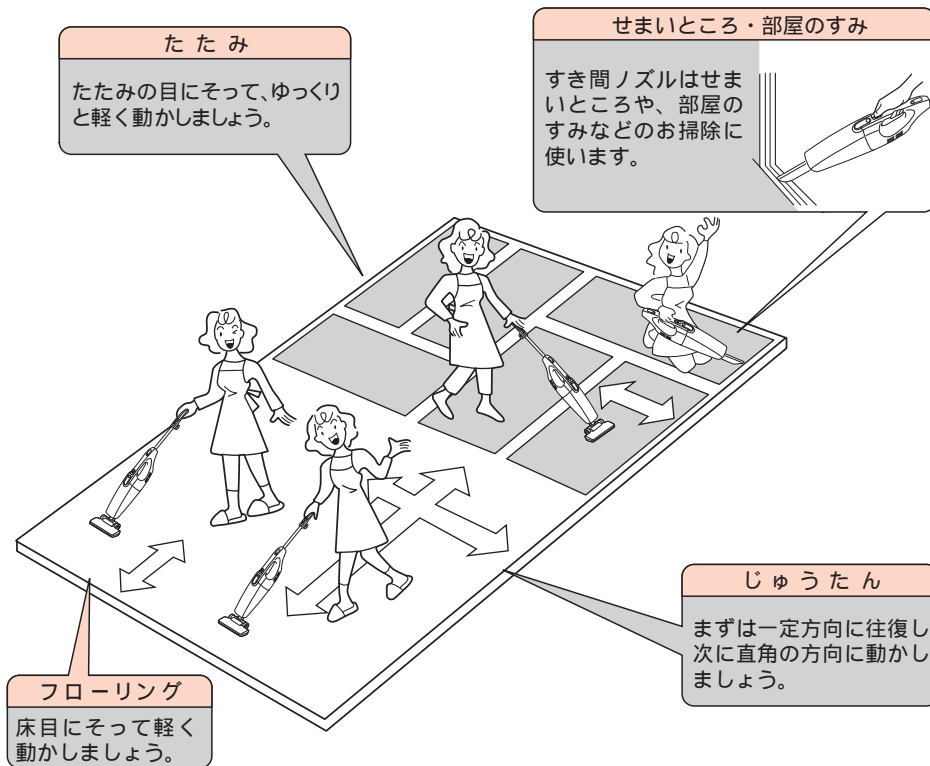 たたみ
たたみの目にそって、ゆっくり
と軽く動かしましょう。
せまいところ・部屋のすみ
すき間ノズルはせま
いところや、部屋の
すみなどのお掃除に
使います。
じゅうたん
まずは一定方向に往復し
次に直角の方向に動かし
ましょう。
フローリング
床目にそって軽く
動かしましょう。